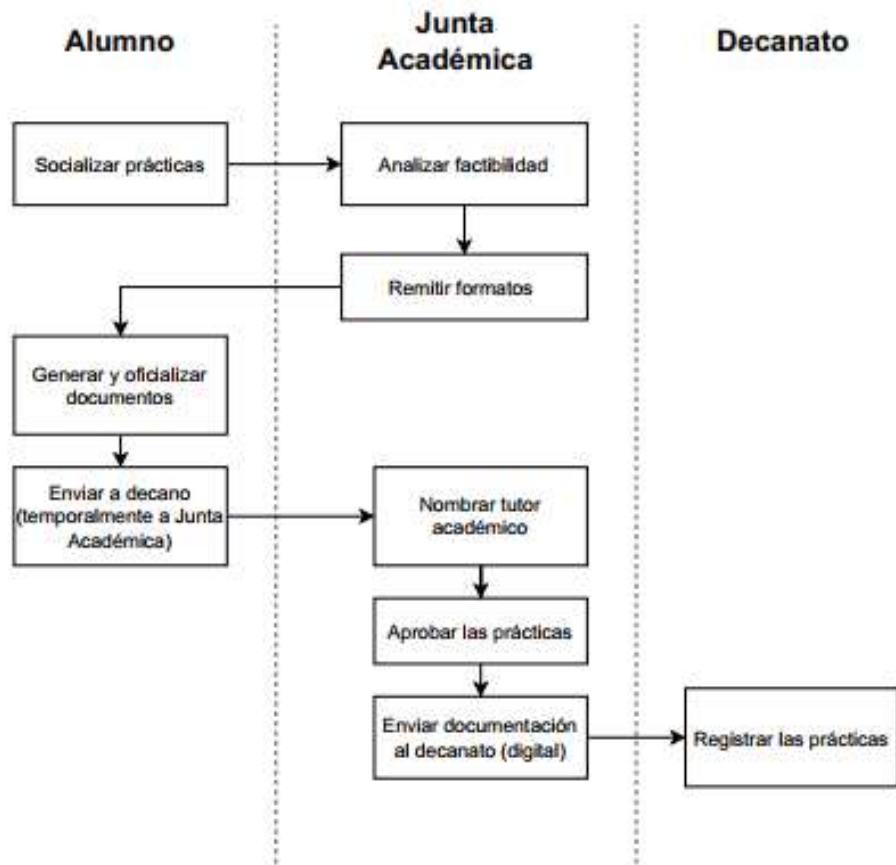 Alumno
Junta
Académica
Decanato
Socializar prácticas
Analizar factibilidad
Remitir formatos
Generar y oficializar
documentos
Enviar a decano
(temporalmente a Junta
Académica)
Nombrar tutor
académico
Aprobar las prácticas
Enviar documentación
al decanato (digital)
Registrar las prácticas